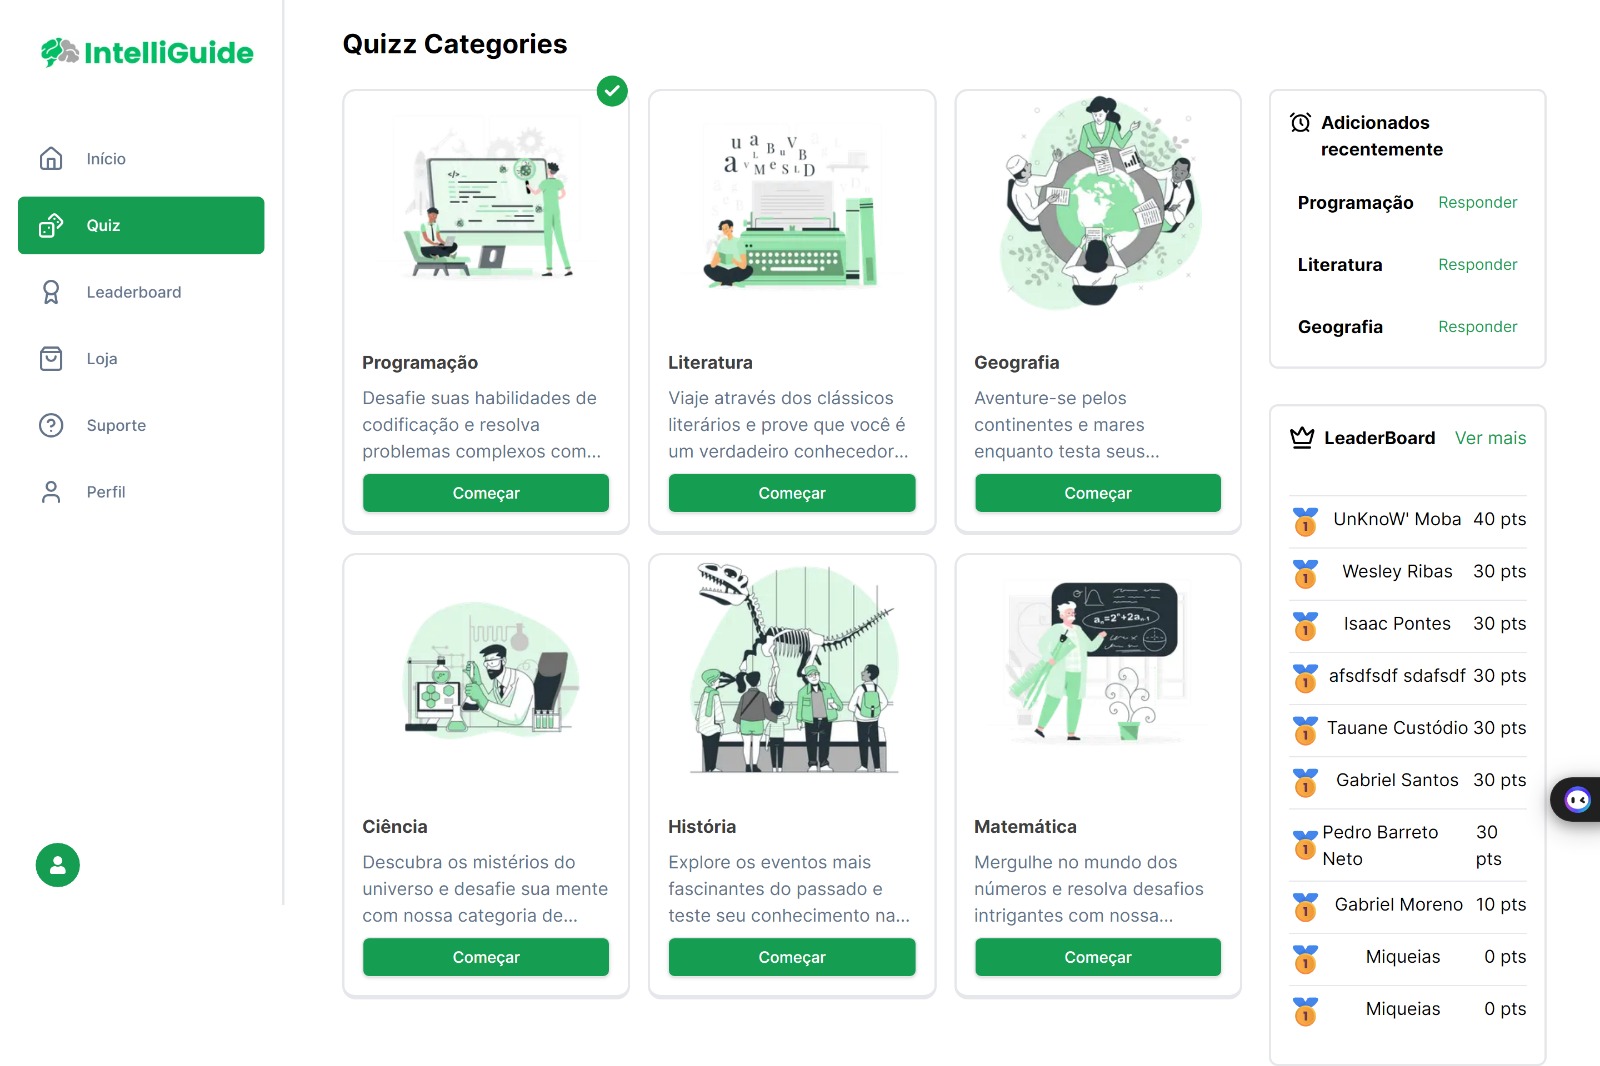 IntelliGuide
Início
Quiz
Leaderboard
Loja
Suporte
Perfil
Quizz Categories
Programação
Desafie suas habilidades de
codificação e resolva
problemas complexos com...
Começar
Literatura
Viaje através dos clássicos
literários e prove que você é
um verdadeiro conhecedor...
Começar
Geografia
Aventure-se pelos
continentes e mares
enquanto testa seus...
Começar
Ciência
Descubra os mistérios do
universo e desafie sua mente
com nossa categoria de...
Começar
História
Explore os eventos mais
fascinantes do passado e
teste seu conhecimento na...
Começar
Matemática
Mergulhe no mundo dos
números e resolva desafios
intrigantes com nossa...
Começar
Adicionados
recentemente
Programação Responder
Literatura Responder
Geografia Responder
LeaderBoard Ver mais
1 UnKnoW' Moba 40 pts
1 Wesley Ribas 30 pts
1 Isaac Pontes 30 pts
1 afsdfsdf sdafsdf 30 pts
1 Tauane Custódio 30 pts
1 Gabriel Santos 30 pts
1 Pedro Barreto 30
Neto pts
1 Gabriel Moreno 10 pts
1 Miqueias 0 pts
1 Miqueias 0 pts